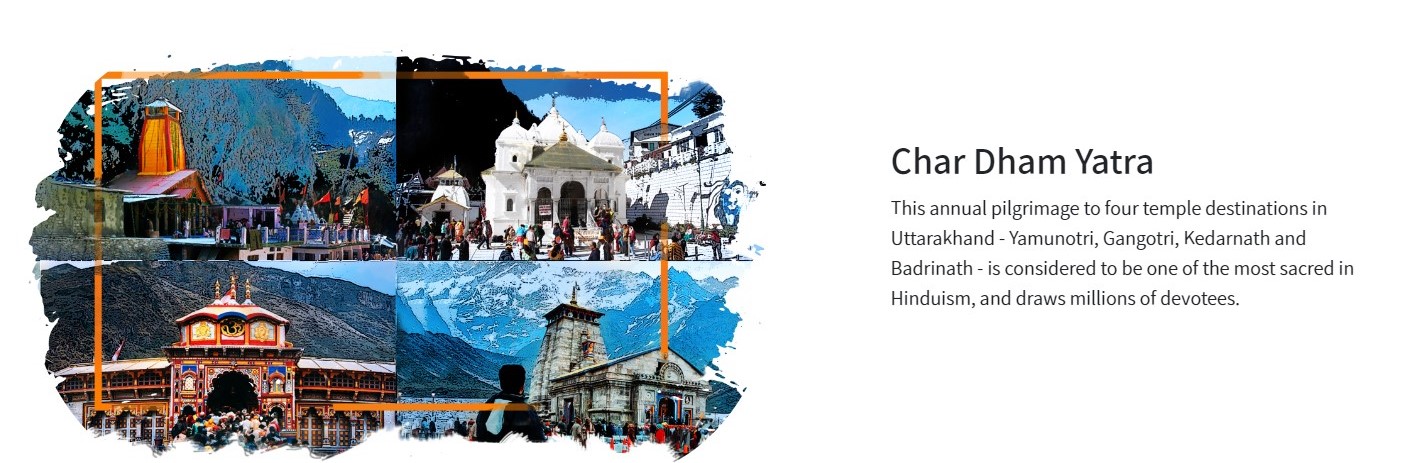 Char Dham Yatra
This annual pilgrimage to four temple destinations in
Uttarakhand - Yamunotri, Gangotri, Kedarnath and
Badrinath - is considered to be one of the most sacred in
Hinduism, and draws millions of devotees.